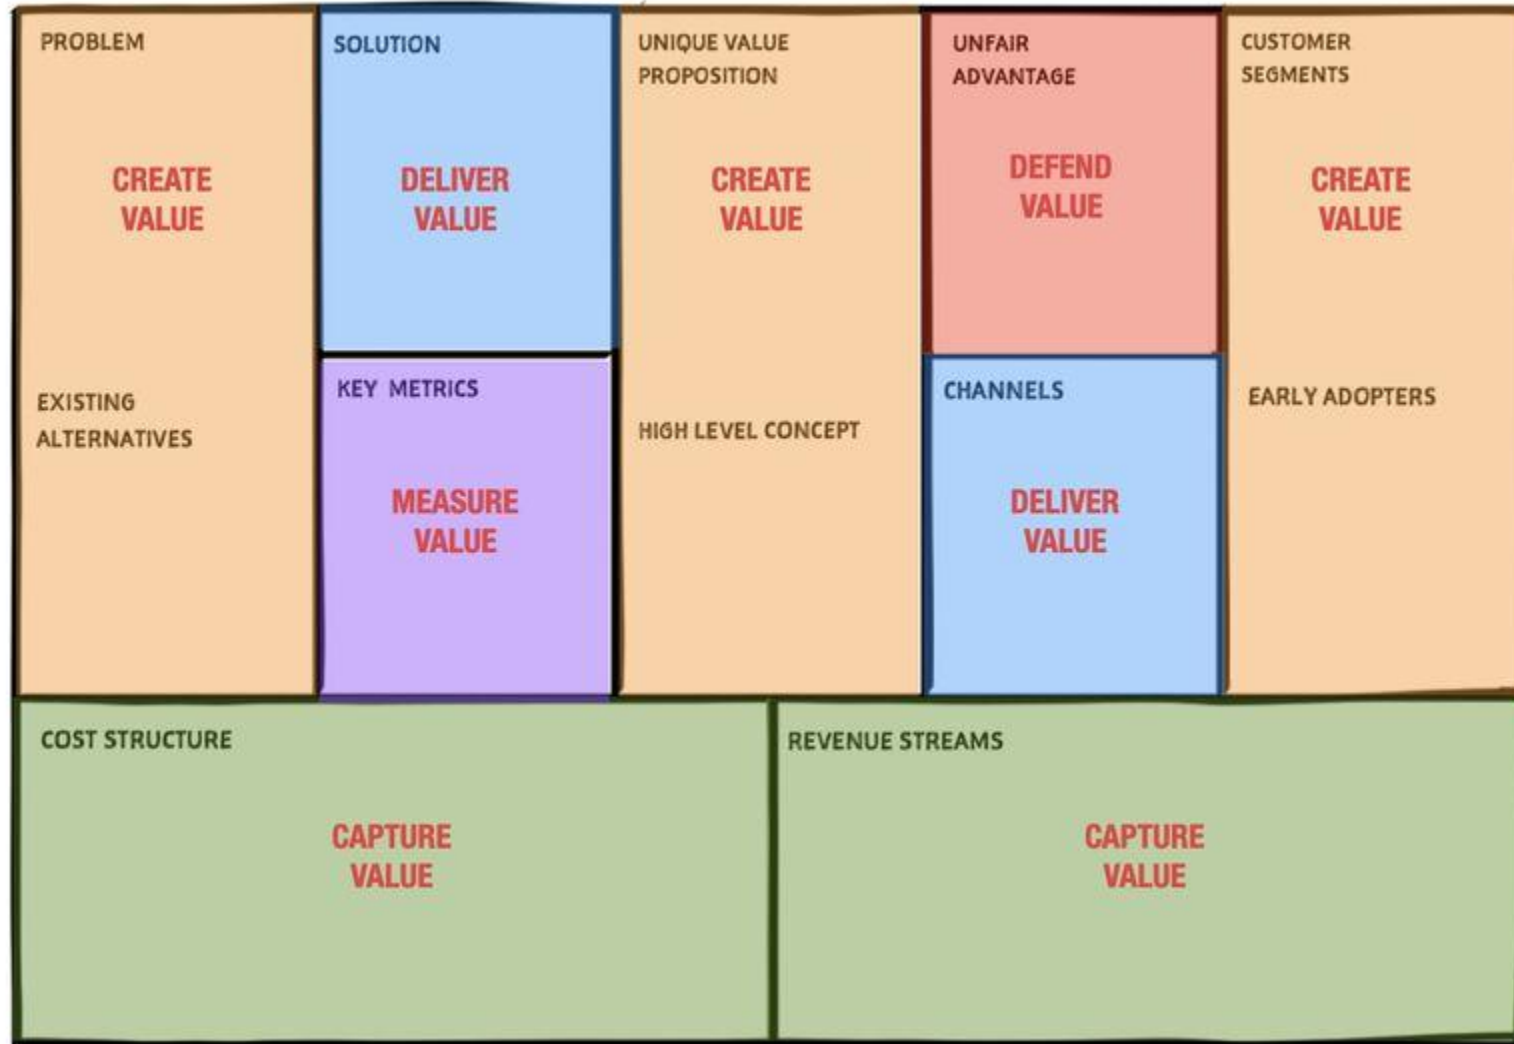 PROBLEM
CREATE
VALUE
EXISTING
ALTERNATIVES
SOLUTION
DELIVER
VALUE
KEY METRICS
MEASURE
VALUE
UNIQUE VALUE
PROPOSITION
CREATE
VALUE
HIGH LEVEL CONCEPT
UNFAIR
ADVANTAGE
DEFEND
VALUE
CHANNELS
DELIVER
VALUE
CUSTOMER
SEGMENTS
CREATE
VALUE
EARLY ADOPTERS
COST STRUCTURE
CAPTURE
VALUE
REVENUE STREAMS
CAPTURE
VALUE